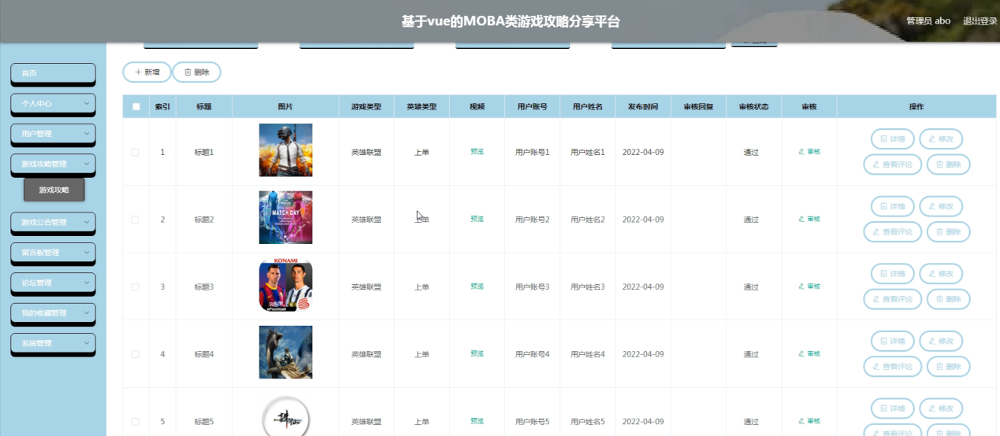 基于vue的MOBA类游戏攻略分享平台
管理员 abo 退出登录
首页
个人中心
用户管理
游戏攻略管理
游戏攻略
游戏公告管理
留言板管理
论坛管理
我的收藏管理
系统管理
新增 删除
索引 标题 图片 游戏类型 英雄类型 视频 用户账号 用户姓名 发布时间 审核回复 审核状态 审核 操作
1 标题1 英雄联盟 上单 预览 用户账号1 用户姓名1 2022-04-09 通过 审核 详情 修改
查看评论 删除
MATCH DAY
2 标题2 英雄联盟 上单 预览 用户账号2 用户姓名2 2022-04-09 通过 审核 详情 修改
查看评论 删除
KONAMI
3 标题3 英雄联盟 上单 预览 用户账号3 用户姓名3 2022-04-09 通过 审核 详情 修改
查看评论 删除
eFootball
4 标题4 英雄联盟 上单 预览 用户账号4 用户姓名4 2022-04-09 通过 审核 详情 修改
查看评论 删除
5 标题5 英雄联盟 上单 预览 用户账号5 用户姓名5 2022-04-09 通过 审核 详情 修改
查看评论 删除